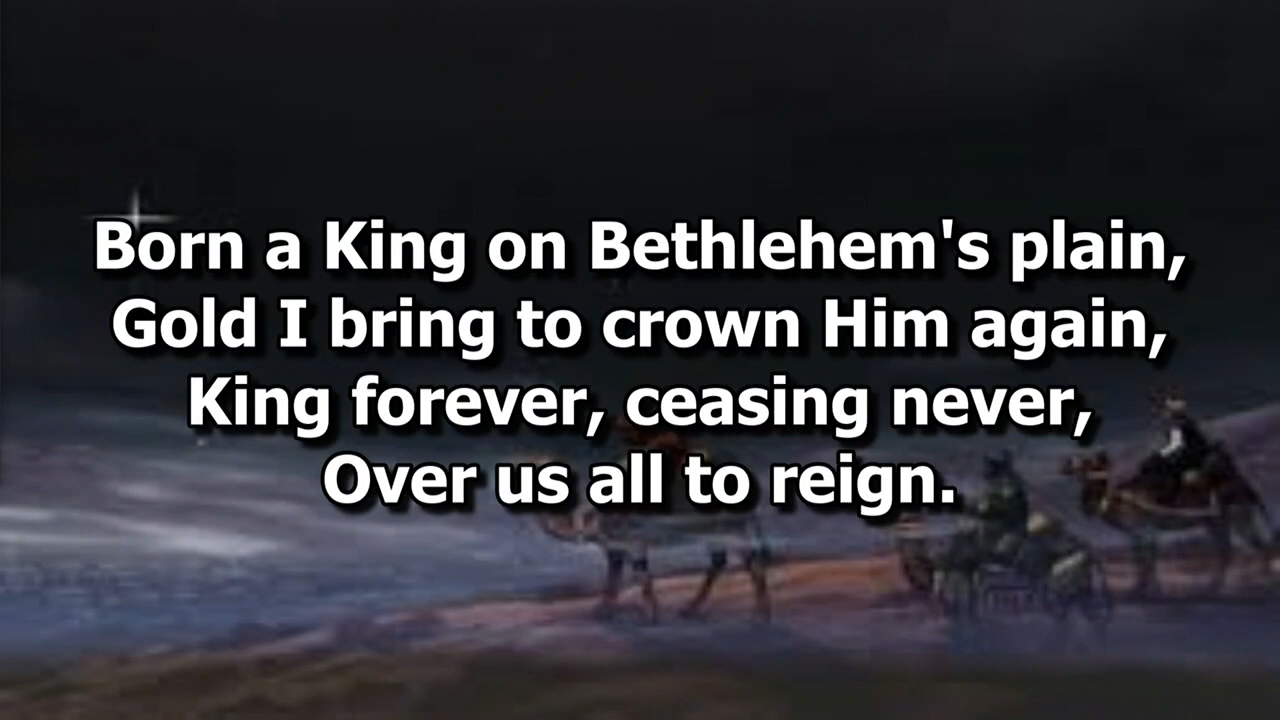 Born a King on Bethlehem's plain,
Gold I bring to crown Him again,
King forever, ceasing never,
Over us all to reign.